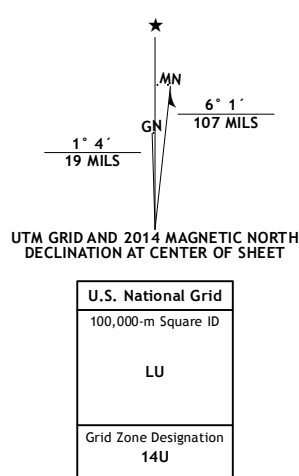 MN
GN
6° 1´
107 MILS
1° 4´
19 MILS
UTM GRID AND 2014 MAGNETIC NORTH
DECLINATION AT CENTER OF SHEET
U.S. National Grid
100,000-m Square ID
LU
Grid Zone Designation
14U